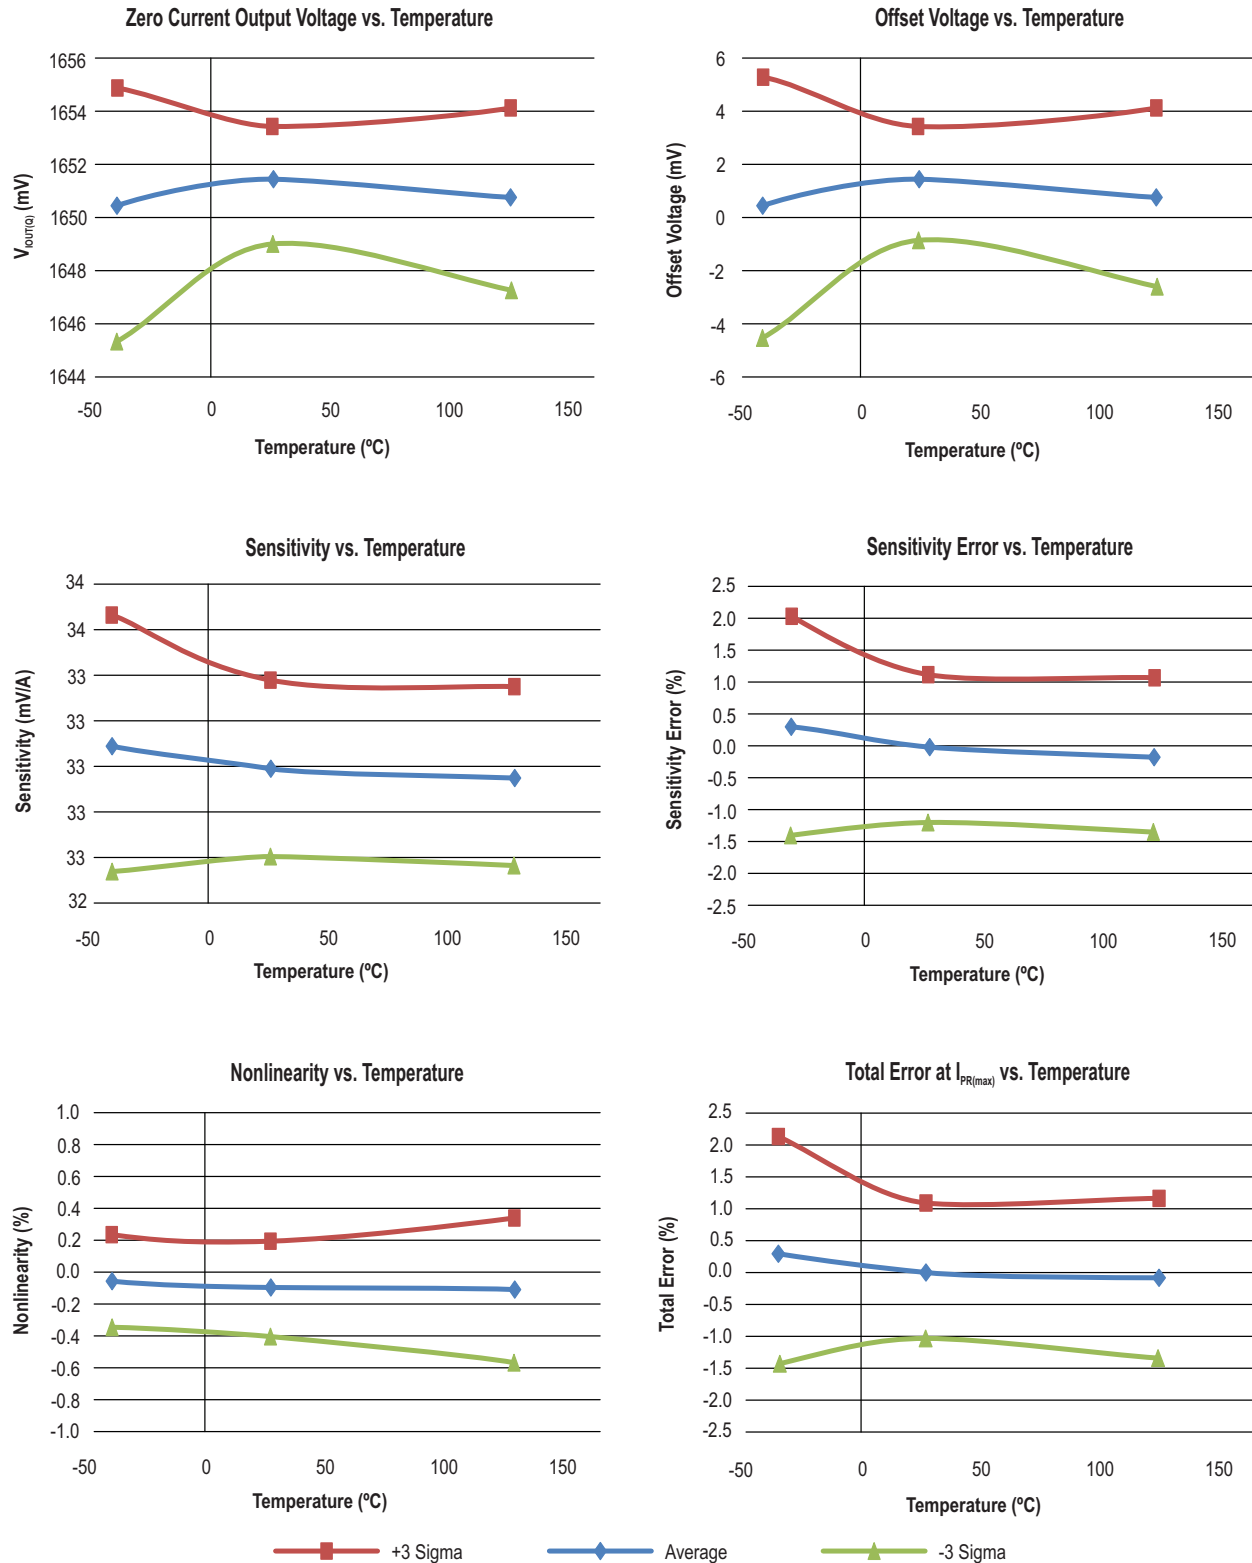 Zero Current Output Voltage vs. Temperature
1656
1654
1652
1650
1648
1646
1644
V_IOUT(Q) (mV)
-50 0 50 100 150
Temperature (ºC)
Offset Voltage vs. Temperature
6
4
2
0
-2
-4
-6
Offset Voltage (mV)
-50 0 50 100 150
Temperature (ºC)
Sensitivity vs. Temperature
34
34
33
33
33
33
33
32
Sensitivity (mV/A)
-50 0 50 100 150
Temperature (ºC)
Sensitivity Error vs. Temperature
2.5
2.0
1.5
1.0
0.5
0.0
-0.5
-1.0
-1.5
-2.0
-2.5
Sensitivity Error (%)
-50 0 50 100 150
Temperature (ºC)
Nonlinearity vs. Temperature
1.0
0.8
0.6
0.4
0.2
0.0
-0.2
-0.4
-0.6
-0.8
-1.0
Nonlinearity (%)
-50 0 50 100 150
Temperature (ºC)
Total Error at I_PR(max) vs. Temperature
2.5
2.0
1.5
1.0
0.5
0.0
-0.5
-1.0
-1.5
-2.0
-2.5
Total Error (%)
-50 0 50 100 150
Temperature (ºC)
+3 Sigma Average -3 Sigma